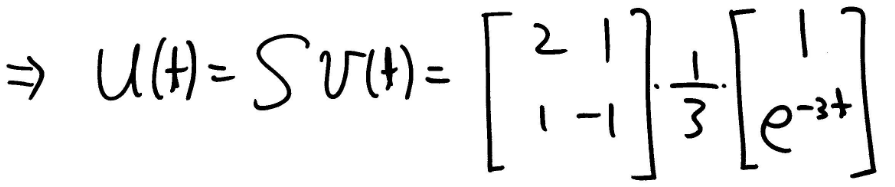 ⇒ U(t) = S V(t) = [2 1; 1 -1] · 1/3 · [1; e^{-3t}]